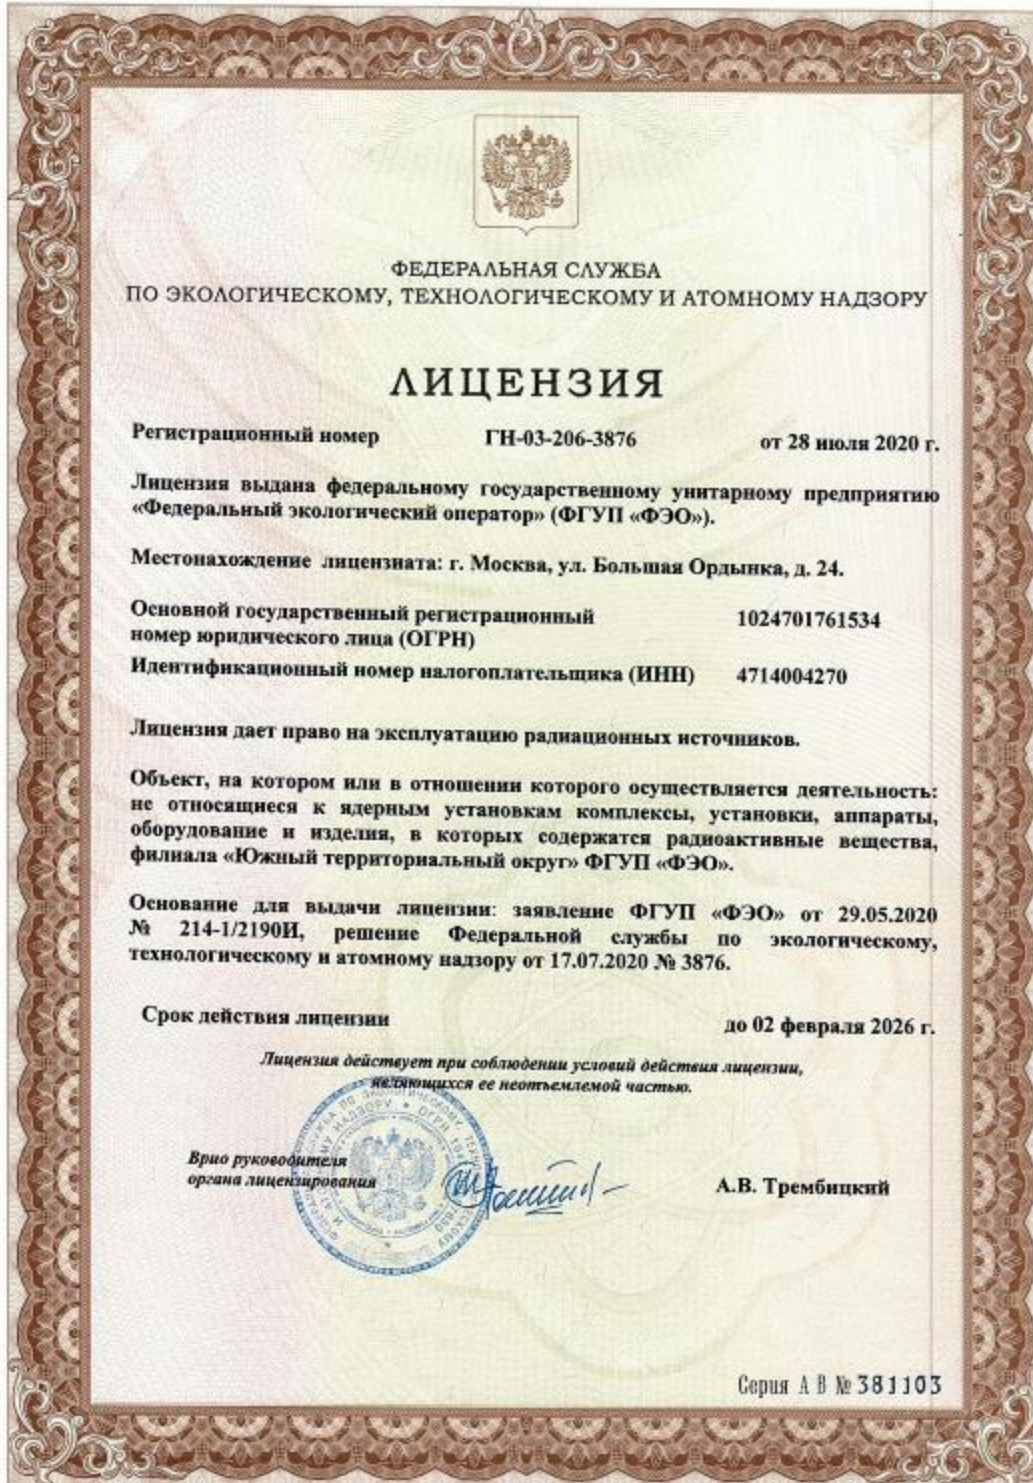 ФЕДЕРАЛЬНАЯ СЛУЖБА
ПО ЭКОЛОГИЧЕСКОМУ, ТЕХНОЛОГИЧЕСКОМУ И АТОМНОМУ НАДЗОРУ
ЛИЦЕНЗИЯ
Регистрационный номер ГН-03-206-3876 от 28 июля 2020 г.
Лицензия выдана федеральному государственному унитарному предприятию
«Федеральный экологический оператор» (ФГУП «ФЭО»).
Местонахождение лицензиата: г. Москва, ул. Большая Ордынка, д. 24.
Основной государственный регистрационный 1024701761534
номер юридического лица (ОГРН)
Идентификационный номер налогоплательщика (ИНН) 4714004270
Лицензия дает право на эксплуатацию радиационных источников.
Объект, на котором или в отношении которого осуществляется деятельность:
не относящиеся к ядерным установкам комплексы, установки, аппараты,
оборудование и изделия, в которых содержатся радиоактивные вещества,
филиала «Южный территориальный округ» ФГУП «ФЭО».
Основание для выдачи лицензии: заявление ФГУП «ФЭО» от 29.05.2020
№ 214-1/2190И, решение Федеральной службы по экологическому,
технологическому и атомному надзору от 17.07.2020 № 3876.
Срок действия лицензии до 02 февраля 2026 г.
Лицензия действует при соблюдении условий действия лицензии,
являющихся ее неотъемлемой частью.
Врио руководителя
органа лицензирования А.В. Трембицкий
Серия А В № 381103